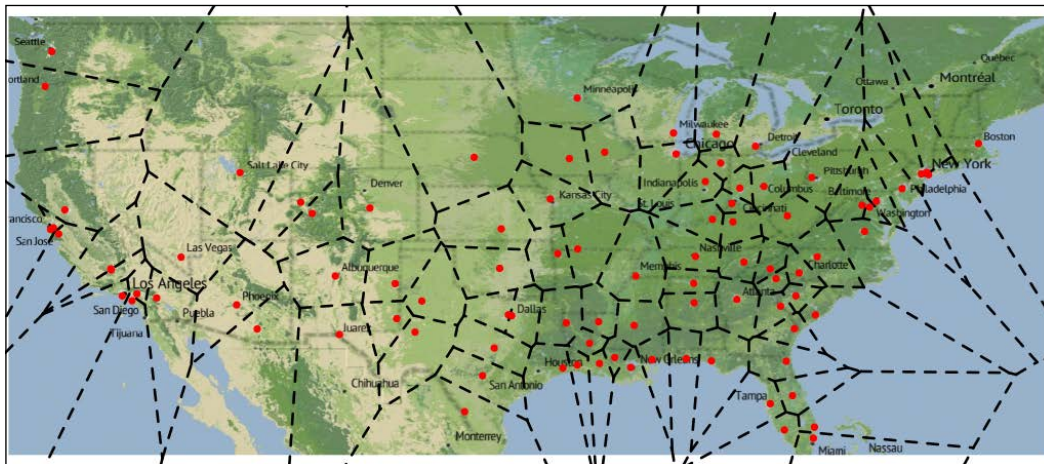 Seattle
Québec
Montréal
Ottawa
ortland
Minneapolis
Toronto
Milwaukee
Boston
Chicago
Detroit
Cleveland
New York
Salt Lake City
Pittsburgh
Denver
Indianapolis
Columbus
Baltimore
Philadelphia
Kansas City
St. Louis
Cincinnati
Washington
ancisco
San Jose
Las Vegas
Nashville
Albuquerque
Memphis
Charlotte
Los Angeles
Phoenix
Atlanta
San Diego
Puebla
Dallas
Tijuana
Juarez
Houston
New Orleans
Chihuahua
San Antonio
Tampa
Monterrey
Miami
Nassau